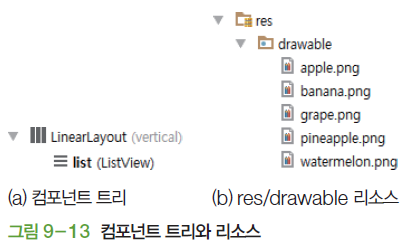 res
drawable
apple.png
banana.png
grape.png
pineapple.png
watermelon.png
LinearLayout (vertical)
list (ListView)
(a) 컴포넌트 트리
(b) res/drawable 리소스
그림 9-13 컴포넌트 트리와 리소스